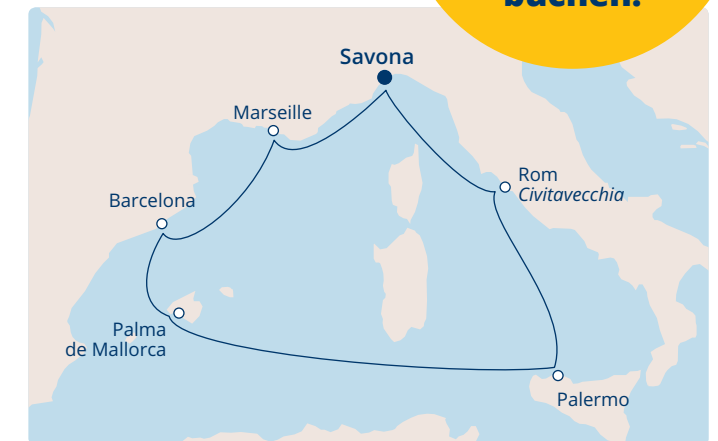 buchen!
Savona
Marseille
Rom
Civitavecchia
Barcelona
Palma
de Mallorca
Palermo